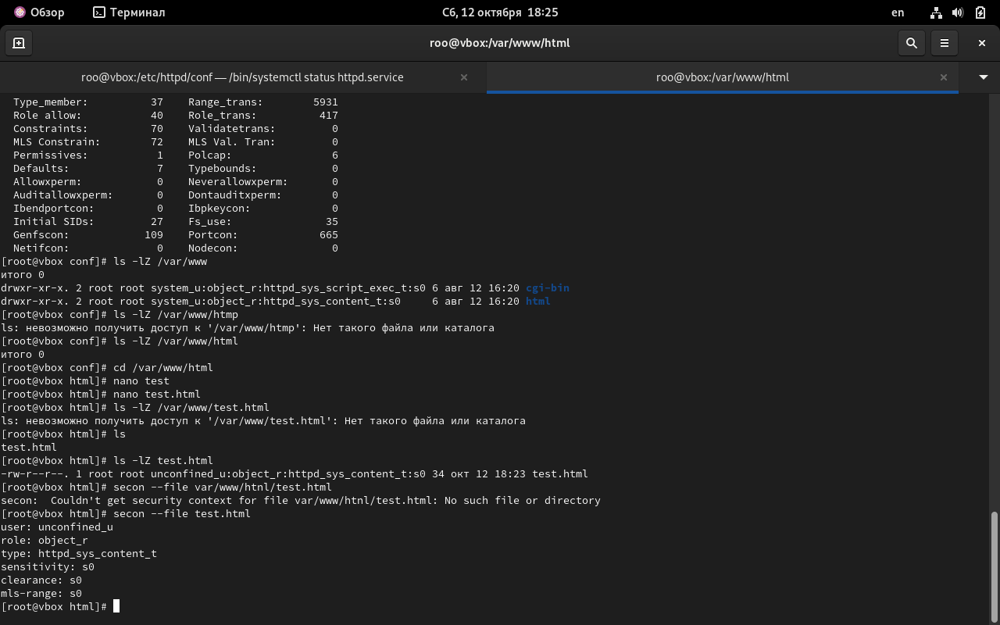 Обзор Терминал Сб, 12 октября 18:25 en
roo@vbox:/var/www/html
roo@vbox:/etc/httpd/conf — /bin/systemctl status httpd.service roo@vbox:/var/www/html
Type_member: 37 Range_trans: 5931
Role allow: 40 Role_trans: 417
Constraints: 70 Validatetrans: 0
MLS Constrain: 72 MLS Val. Tran: 0
Permissives: 1 Polcap: 6
Defaults: 7 Typebounds: 0
Allowxperm: 0 Neverallowxperm: 0
Auditallowxperm: 0 Dontauditxperm: 0
Ibendportcon: 0 Ibpkeycon: 0
Initial SIDs: 27 Fs_use: 35
Genfscon: 109 Portcon: 665
Netifcon: 0 Nodecon: 0
[root@vbox conf]# ls -lZ /var/www
итого 0
drwxr-xr-x. 2 root root system_u:object_r:httpd_sys_script_exec_t:s0 6 авг 12 16:20 cgi-bin
drwxr-xr-x. 2 root root system_u:object_r:httpd_sys_content_t:s0 6 авг 12 16:20 html
[root@vbox conf]# ls -lZ /var/www/htmp
ls: невозможно получить доступ к '/var/www/htmp': Нет такого файла или каталога
[root@vbox conf]# ls -lZ /var/www/html
итого 0
[root@vbox conf]# cd /var/www/html
[root@vbox html]# nano test
[root@vbox html]# nano test.html
[root@vbox html]# ls -lZ /var/www/test.html
ls: невозможно получить доступ к '/var/www/test.html': Нет такого файла или каталога
[root@vbox html]# ls
test.html
[root@vbox html]# ls -lZ test.html
-rw-r--r--. 1 root root unconfined_u:object_r:httpd_sys_content_t:s0 34 окт 12 18:23 test.html
[root@vbox html]# secon --file var/www/htnl/test.html
secon:  Couldn't get security context for file var/www/htnl/test.html: No such file or directory
[root@vbox html]# secon --file test.html
user: unconfined_u
role: object_r
type: httpd_sys_content_t
sensitivity: s0
clearance: s0
mls-range: s0
[root@vbox html]#